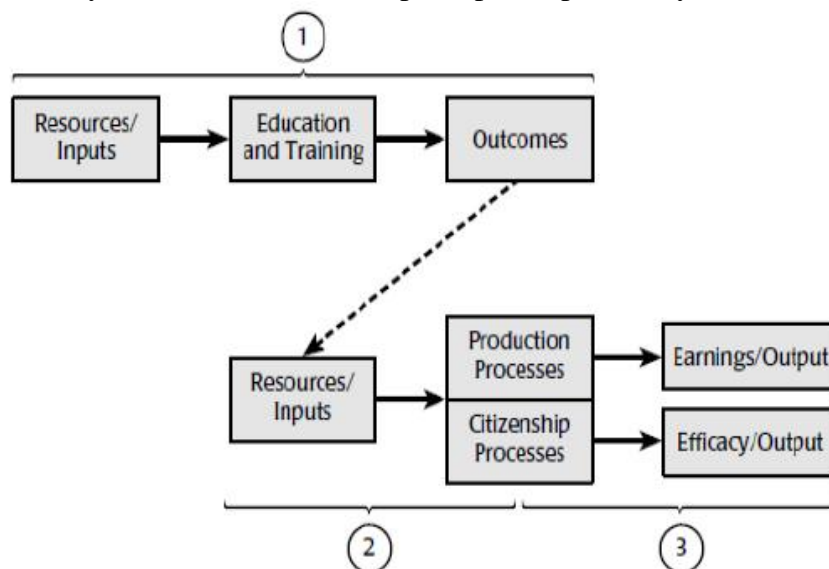 1
Resources/
Inputs
Education
and Training
Outcomes
Resources/
Inputs
Production
Processes
Earnings/Output
Citizenship
Processes
Efficacy/Output
2
3